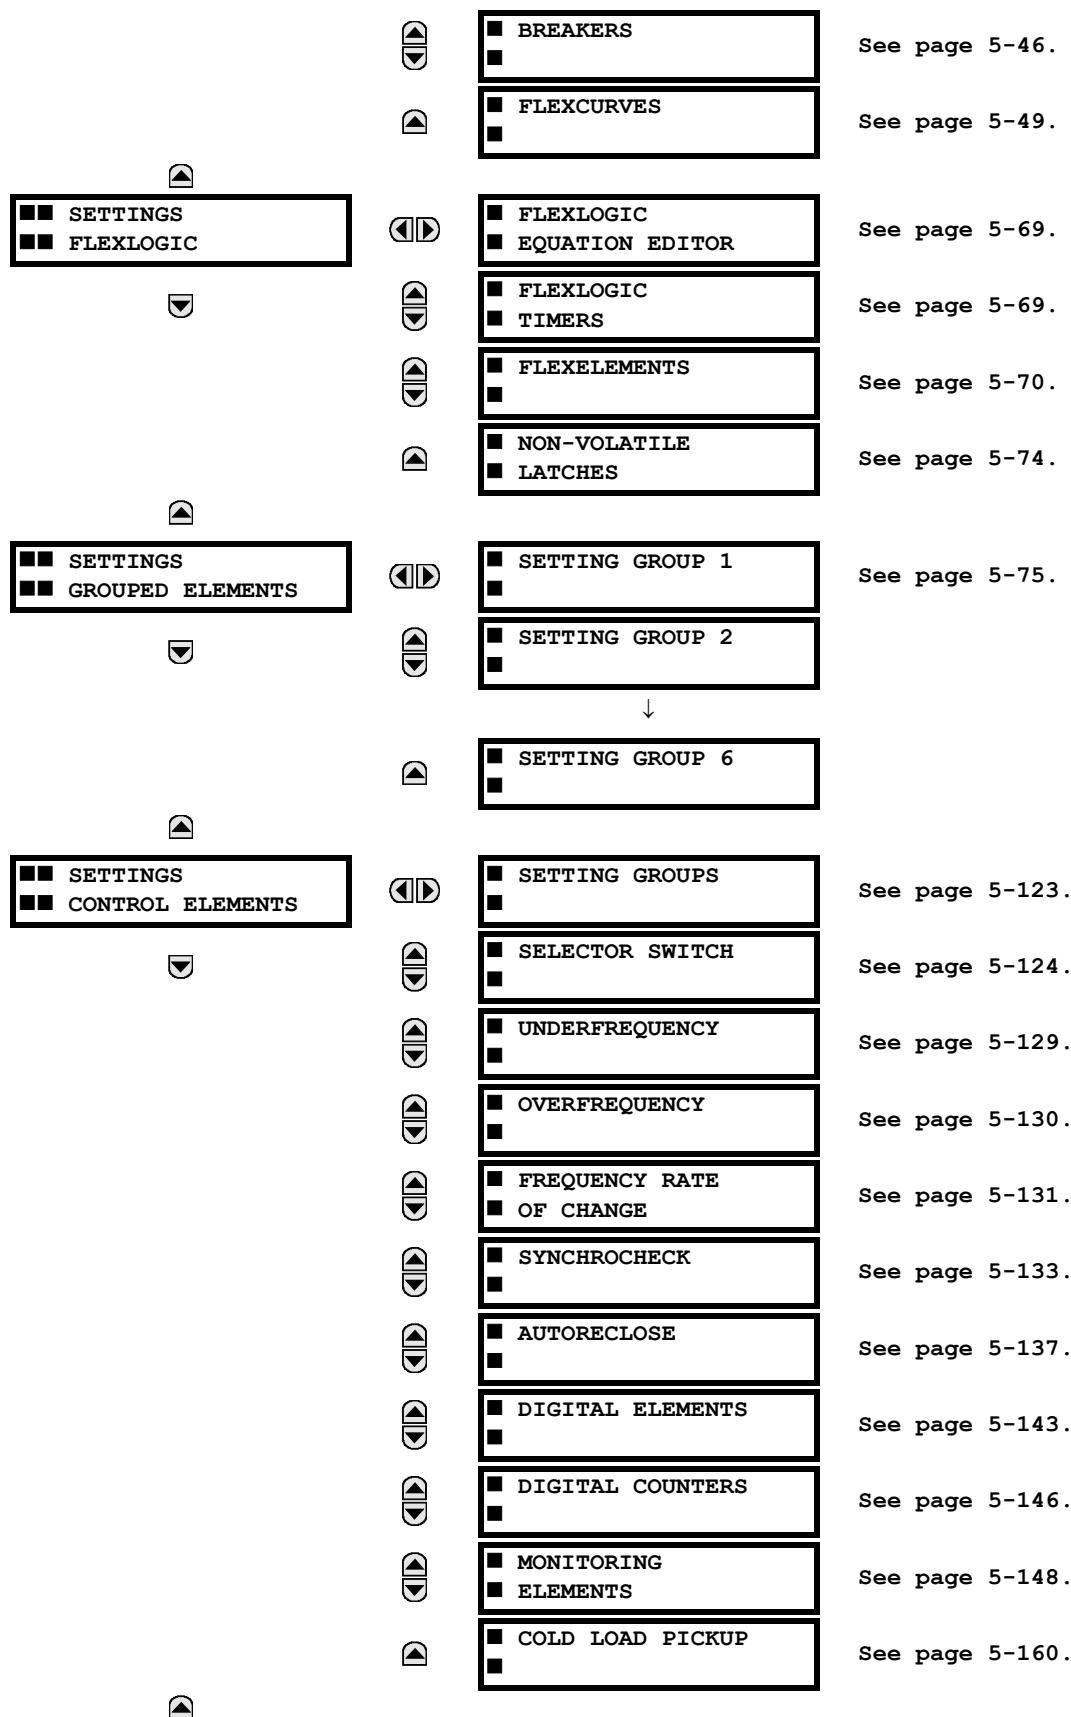 ■ BREAKERS
■
See page 5-46.
■ FLEXCURVES
■
See page 5-49.
■■ SETTINGS
■■ FLEXLOGIC
■ FLEXLOGIC
■ EQUATION EDITOR
See page 5-69.
■ FLEXLOGIC
■ TIMERS
See page 5-69.
■ FLEXELEMENTS
■
See page 5-70.
■ NON-VOLATILE
■ LATCHES
See page 5-74.
■■ SETTINGS
■■ GROUPED ELEMENTS
■ SETTING GROUP 1
■
See page 5-75.
■ SETTING GROUP 2
■
↓
■ SETTING GROUP 6
■
■■ SETTINGS
■■ CONTROL ELEMENTS
■ SETTING GROUPS
■
See page 5-123.
■ SELECTOR SWITCH
■
See page 5-124.
■ UNDERFREQUENCY
■
See page 5-129.
■ OVERFREQUENCY
■
See page 5-130.
■ FREQUENCY RATE
■ OF CHANGE
See page 5-131.
■ SYNCHROCHECK
■
See page 5-133.
■ AUTORECLOSE
■
See page 5-137.
■ DIGITAL ELEMENTS
■
See page 5-143.
■ DIGITAL COUNTERS
■
See page 5-146.
■ MONITORING
■ ELEMENTS
See page 5-148.
■ COLD LOAD PICKUP
■
See page 5-160.